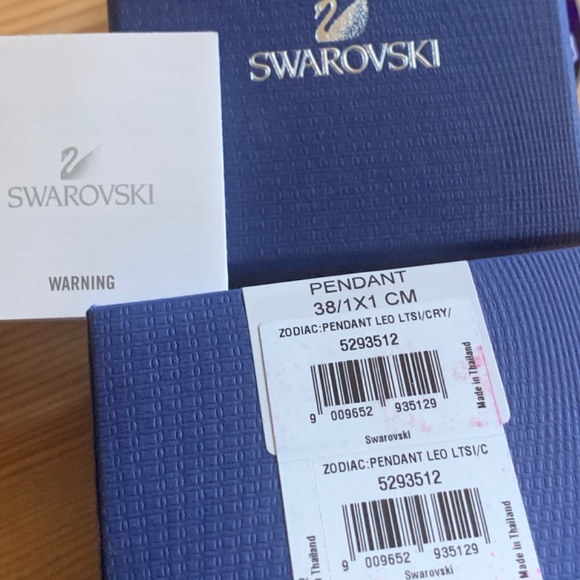 SWAROVSKI
SWAROVSKI
WARNING
PENDANT
38/1X1 CM
ZODIAC:PENDANT LEO LTSI/CRY/
5293512
9 009652 935129
Made in Thailand
Swarovski
ZODIAC:PENDANT LEO LTSI/C
5293512
9 009652 935129
Made in Thailand
Swarovski
n Thailand